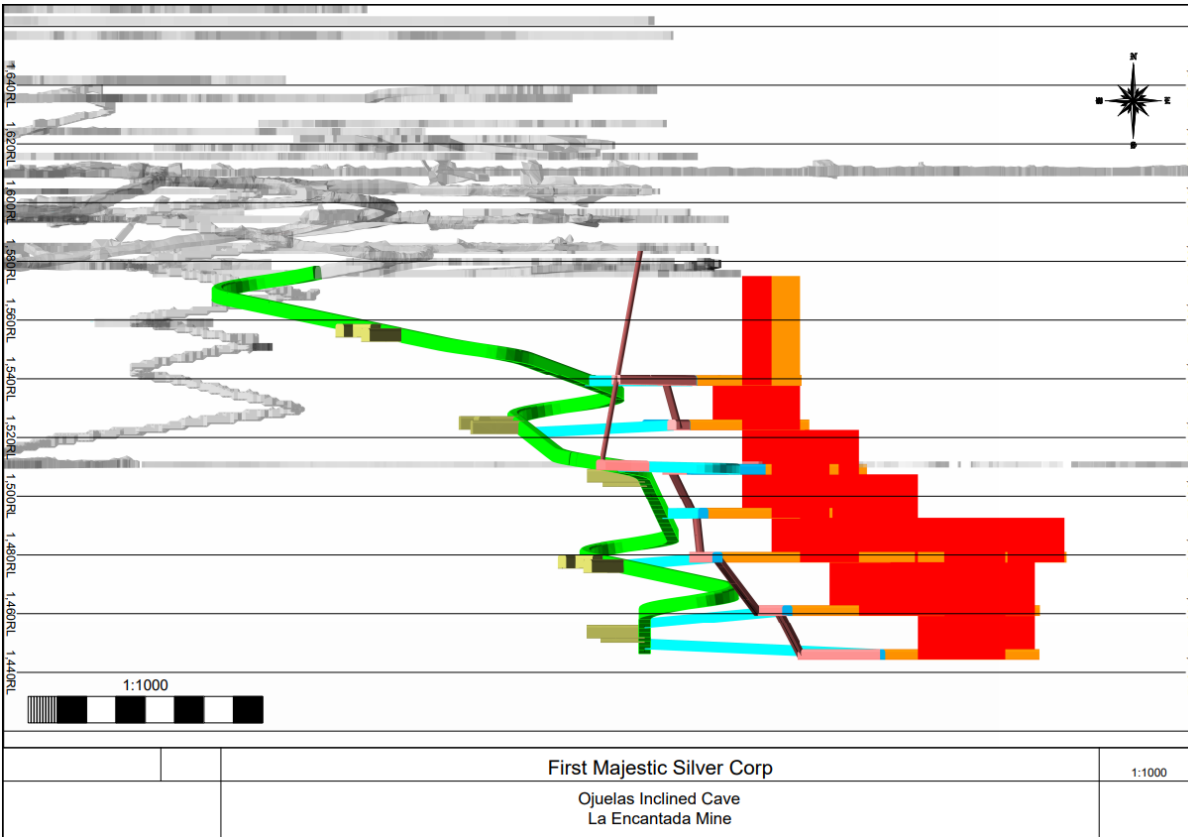 1,640RL
1,620RL
1,600RL
1,580RL
1,560RL
1,540RL
1,520RL
1,500RL
1,480RL
1,460RL
1,440RL
1:1000
First Majestic Silver Corp
1:1000
Ojuelas Inclined Cave
La Encantada Mine